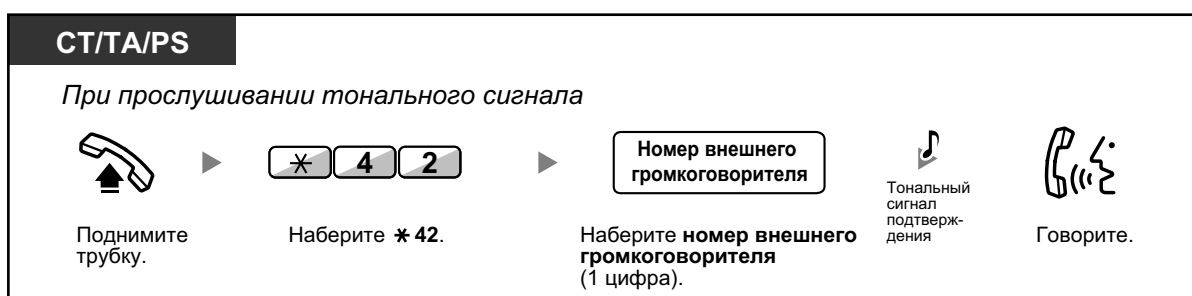 CT/TA/PS
При прослушивании тонального сигнала
* 4 2
Номер внешнего
громкоговорителя
Тональный
сигнал
подтверж-
дения
Поднимите
трубку.
Наберите * 42.
Наберите номер внешнего
громкоговорителя
(1 цифра).
Говорите.